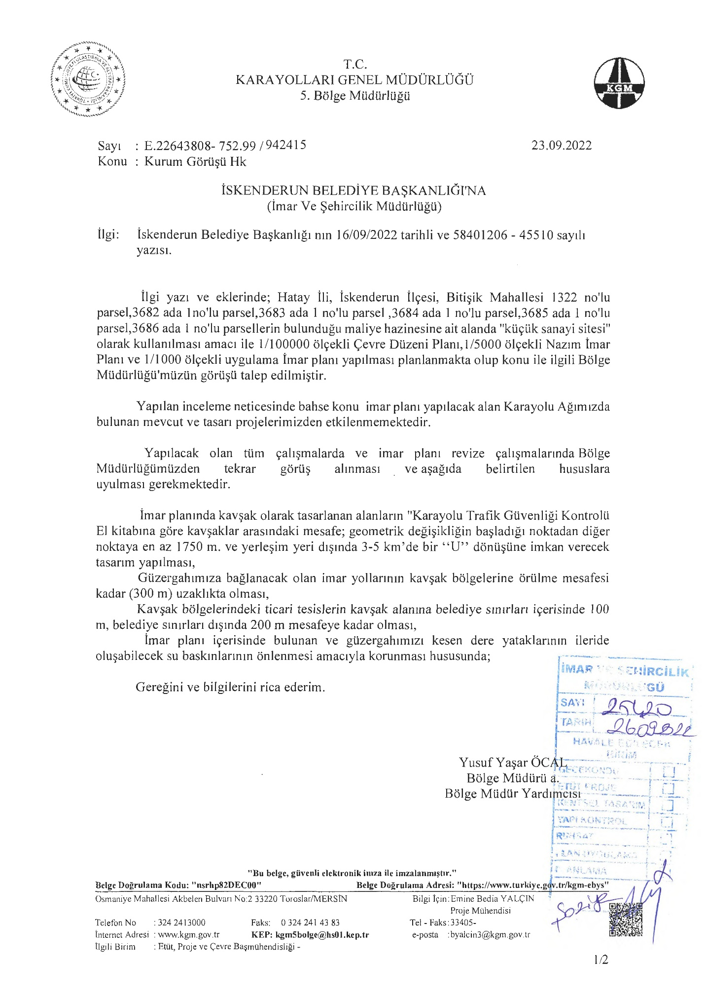 T.C.
KARAYOLLARI GENEL MÜDÜRLÜĞÜ
5. Bölge Müdürlüğü
KGM
Sayı : E.22643808- 752.99 / 942415 23.09.2022
Konu : Kurum Görüşü Hk
İSKENDERUN BELEDİYE BAŞKANLIĞI'NA
(İmar Ve Şehircilik Müdürlüğü)
İlgi: İskenderun Belediye Başkanlığı nın 16/09/2022 tarihli ve 58401206 - 45510 sayılı
yazısı.
İlgi yazı ve eklerinde; Hatay İli, İskenderun İlçesi, Bitişik Mahallesi 1322 no'lu
parsel,3682 ada 1no'lu parsel,3683 ada 1 no'lu parsel ,3684 ada 1 no'lu parsel,3685 ada 1 no'lu
parsel,3686 ada 1 no'lu parsellerin bulunduğu maliye hazinesine ait alanda "küçük sanayi sitesi"
olarak kullanılması amacı ile 1/100000 ölçekli Çevre Düzeni Planı,1/5000 ölçekli Nazım İmar
Planı ve 1/1000 ölçekli uygulama İmar planı yapılması planlanmakta olup konu ile ilgili Bölge
Müdürlüğü'müzün görüşü talep edilmiştir.
Yapılan inceleme neticesinde bahse konu imar planı yapılacak alan Karayolu Ağımızda
bulunan mevcut ve tasarı projelerimizden etkilenmemektedir.
Yapılacak olan tüm çalışmalarda ve imar planı revize çalışmalarında Bölge
Müdürlüğümüzden tekrar görüş alınması ve aşağıda belirtilen hususlara
uyulması gerekmektedir.
İmar planında kavşak olarak tasarlanan alanların "Karayolu Trafik Güvenliği Kontrolü
El kitabına göre kavşaklar arasındaki mesafe; geometrik değişikliğin başladığı noktadan diğer
noktaya en az 1750 m. ve yerleşim yeri dışında 3-5 km’de bir ‘‘U’’ dönüşüne imkan verecek
tasarım yapılması,
Güzergahımıza bağlanacak olan imar yollarının kavşak bölgelerine örülme mesafesi
kadar (300 m) uzaklıkta olması,
Kavşak bölgelerindeki ticari tesislerin kavşak alanına belediye sınırları içerisinde 100
m, belediye sınırları dışında 200 m mesafeye kadar olması,
İmar planı içerisinde bulunan ve güzergahımızı kesen dere yataklarının ileride
oluşabilecek su baskınlarının önlenmesi amacıyla korunması hususunda;
Gereğini ve bilgilerini rica ederim.
İMAR VE ŞEHİRCİLİK
MÜDÜRLÜĞÜ
SAYI
TARİH
HAVALE EDİLECEK
BİRİM
Yusuf Yaşar ÖCAL
Bölge Müdürü a.
Bölge Müdür Yardımcısı
GECEKONDU
ETÜT PROJE
KENTSEL TASARIM
YAPI KONTROL
RUHSAT
"Bu belge, güvenli elektronik imza ile imzalanmıştır."
Belge Doğrulama Kodu: "nsrhp82DEC00" Belge Doğrulama Adresi: "https://www.turkiye.gov.tr/kgm-ebys"
Osmaniye Mahallesi Akbelen Bulvarı No:2 33220 Toroslar/MERSİN Bilgi İçin: Emine Bedia YALÇIN
Proje Mühendisi
Telefon No : 324 2413000 Faks: 0 324 241 43 83 Tel - Faks:33405-
İnternet Adresi : www.kgm.gov.tr KEP: kgm5bolge@hs01.kep.tr e-posta :byalcin3@kgm.gov.tr
İlgili Birim : Etüt, Proje ve Çevre Başmühendisliği -
1/2